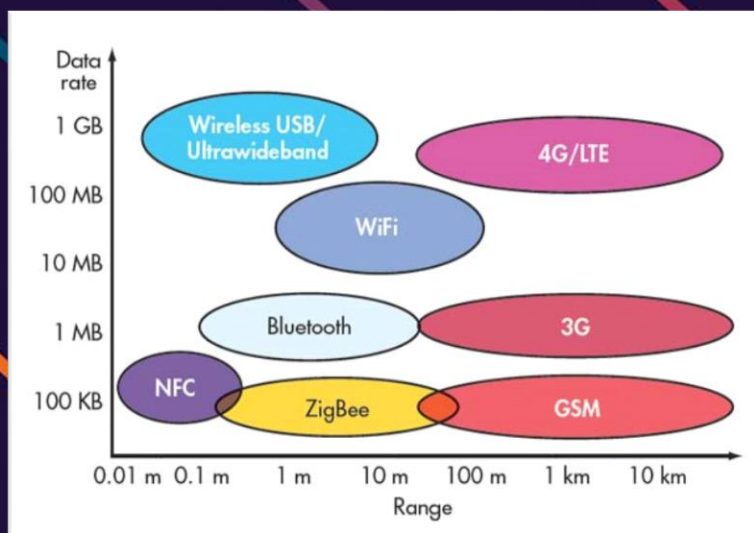 Data
rate
1 GB
Wireless USB/
Ultrawideband
4G/LTE
100 MB
WiFi
10 MB
Bluetooth
3G
1 MB
NFC
100 KB
ZigBee
GSM
0.01 m 0.1 m 1 m 10 m 100 m 1 km 10 km
Range